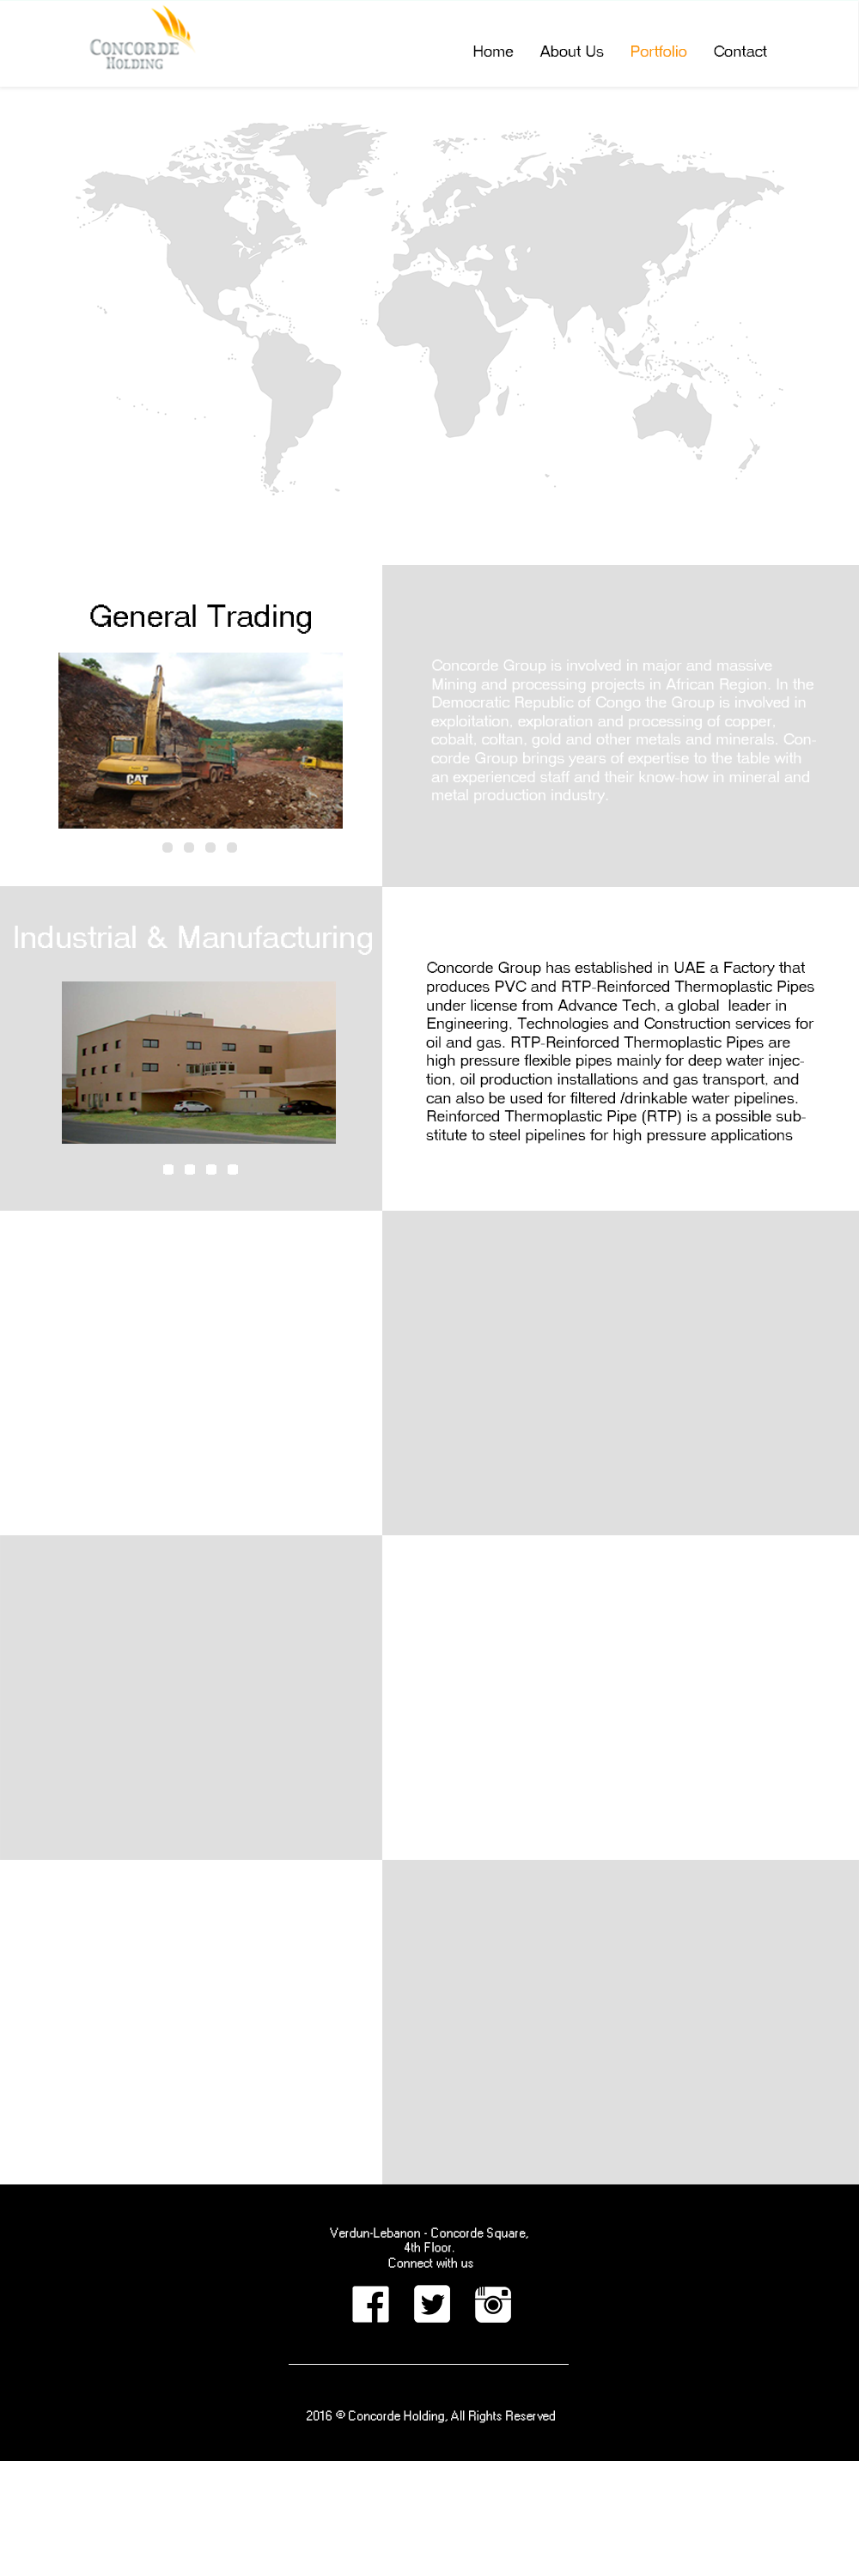 CONCORDE
HOLDING
Home About Us Portfolio Contact
General Trading
CAT
Concorde Group is involved in major and massive
Mining and processing projects in African Region. In the
Democratic Republic of Congo the Group is involved in
exploitation, exploration and processing of copper,
cobalt, coltan, gold and other metals and minerals. Con-
corde Group brings years of expertise to the table with
an experienced staff and their know-how in mineral and
metal production industry.
Industrial & Manufacturing
Concorde Group has established in UAE a Factory that
produces PVC and RTP-Reinforced Thermoplastic Pipes
under license from Advance Tech, a global leader in
Engineering, Technologies and Construction services for
oil and gas. RTP-Reinforced Thermoplastic Pipes are
high pressure flexible pipes mainly for deep water injec-
tion, oil production installations and gas transport, and
can also be used for filtered /drinkable water pipelines.
Reinforced Thermoplastic Pipe (RTP) is a possible sub-
stitute to steel pipelines for high pressure applications
Verdun-Lebanon - Concorde Square,
4th Floor.
Connect with us
2016 © Concorde Holding, All Rights Reserved